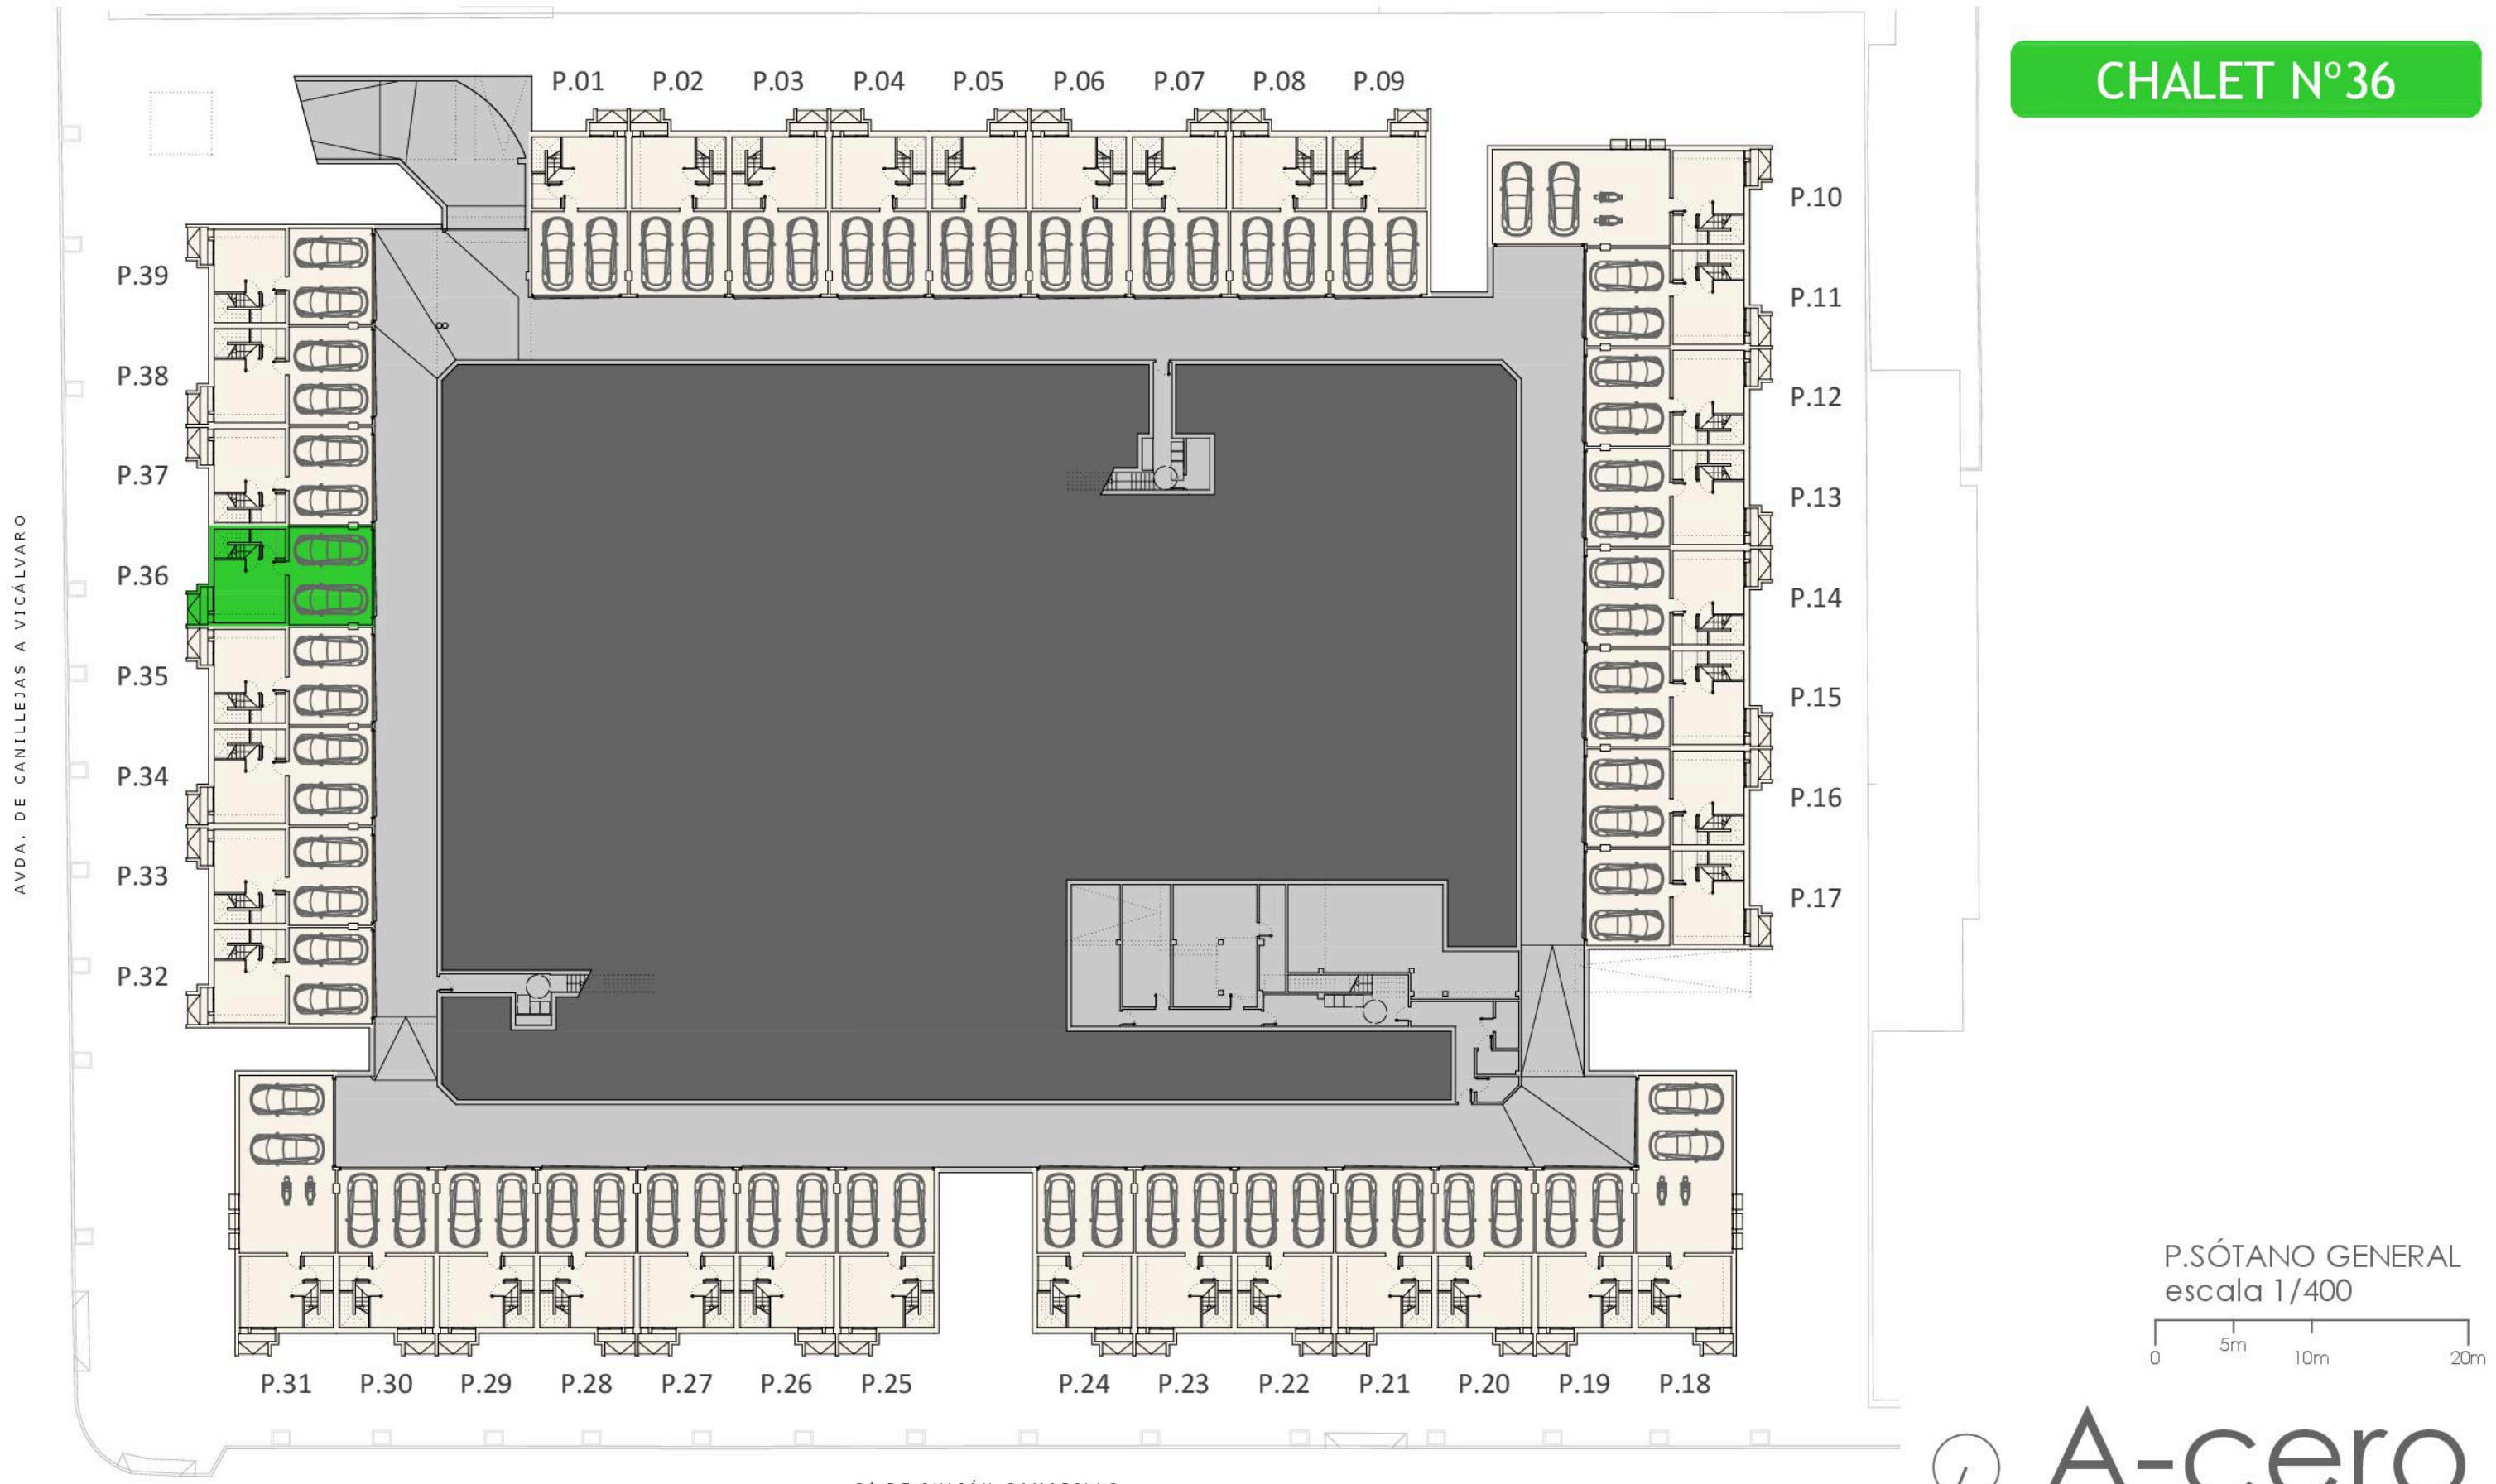 CHALET Nº36
P.01 P.02 P.03 P.04 P.05 P.06 P.07 P.08 P.09
P.10
P.11
P.12
P.13
P.14
P.15
P.16
P.17
P.39
P.38
P.37
P.36
P.35
P.34
P.33
P.32
AVDA. DE CANILLEJAS A VICÁLVARO
P.31 P.30 P.29 P.28 P.27 P.26 P.25 P.24 P.23 P.22 P.21 P.20 P.19 P.18
P.SÓTANO GENERAL
escala 1/400
0 5m 10m 20m
A-cero